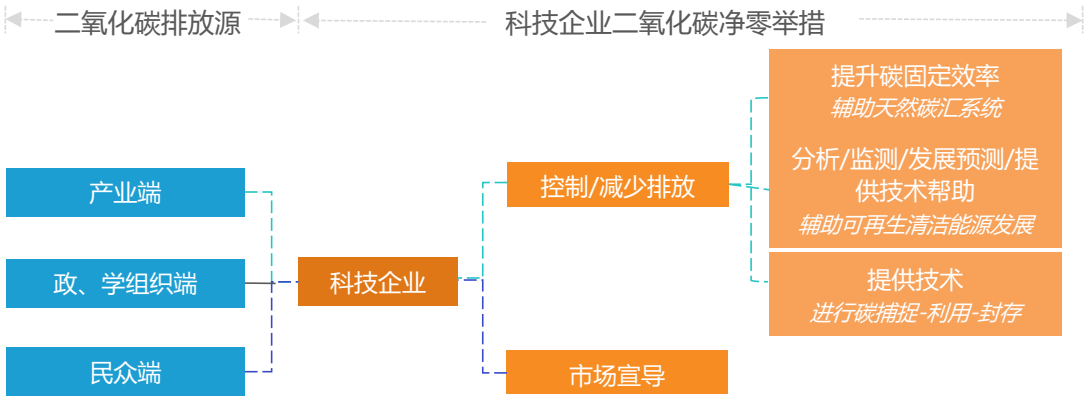 二氧化碳排放源
科技企业二氧化碳净零举措
提升碳固定效率
辅助天然碳汇系统
分析/监测/发展预测/提
供技术帮助
辅助可再生清洁能源发展
产业端
控制/减少排放
政、学组织端
科技企业
提供技术
进行碳捕捉-利用-封存
民众端
市场宣导